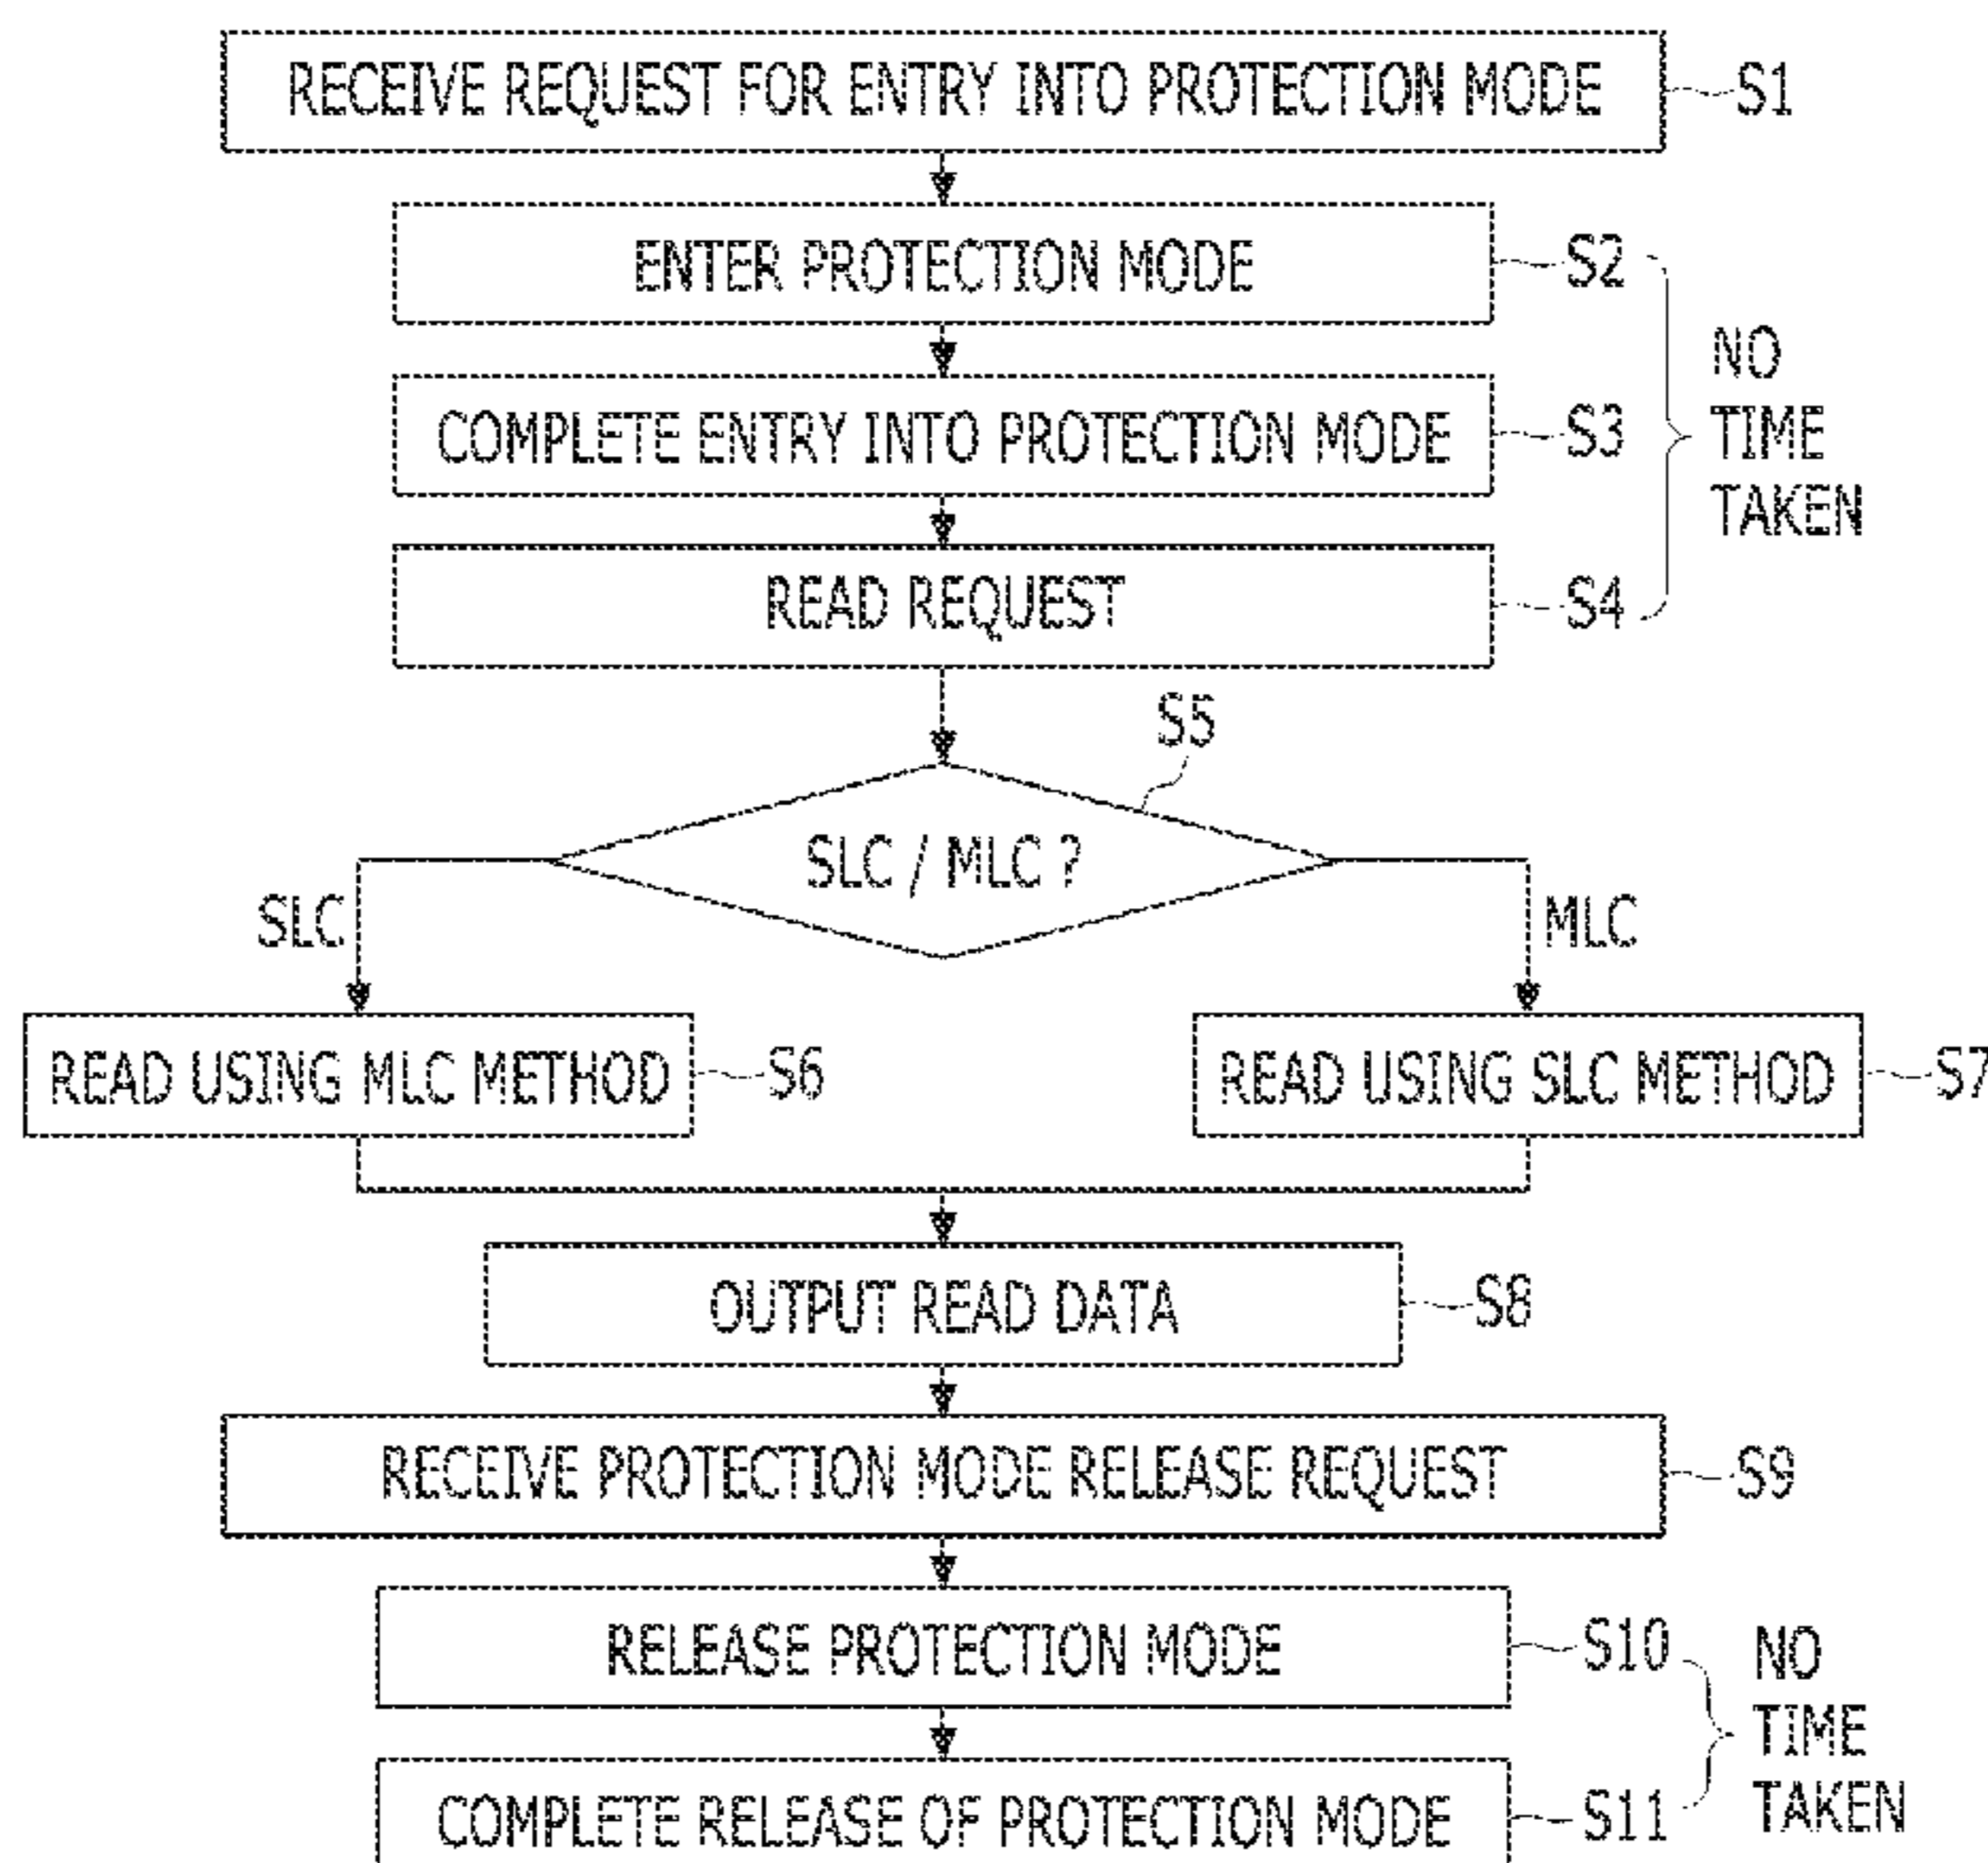 RECEIVE REQUEST FOR ENTRY INTO PROTECTION MODE
S1
ENTER PROTECTION MODE
S2
COMPLETE ENTRY INTO PROTECTION MODE
S3
NO
TIME
TAKEN
READ REQUEST
S4
S5
SLC / MLC ?
SLC
MLC
READ USING MLC METHOD
S6
READ USING SLC METHOD
S7
OUTPUT READ DATA
S8
RECEIVE PROTECTION MODE RELEASE REQUEST
S9
RELEASE PROTECTION MODE
S10
NO
TIME
TAKEN
COMPLETE RELEASE OF PROTECTION MODE
S11